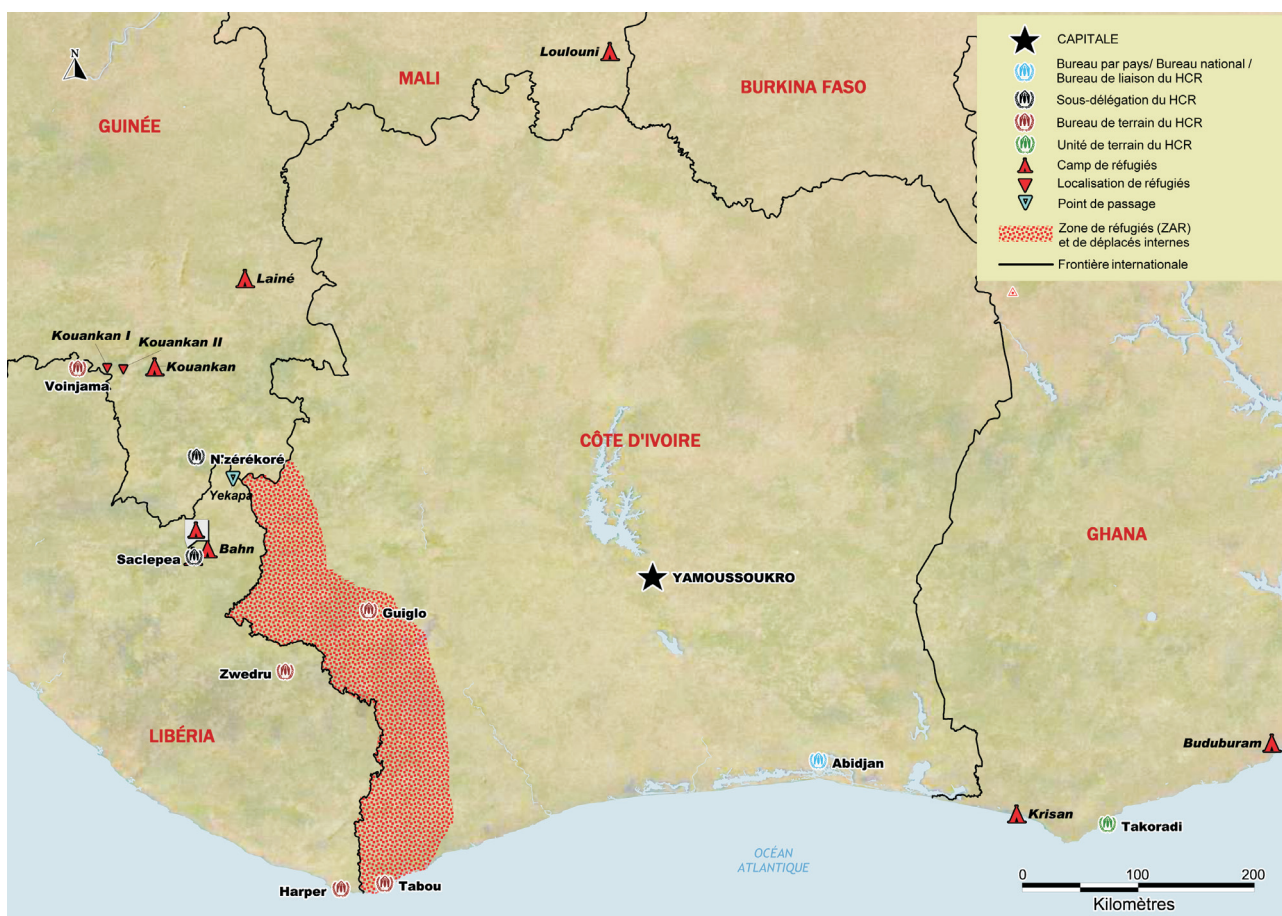 N
Loulouni
MALI
BURKINA FASO
GUINÉE
CAPITALE
Bureau par pays/ Bureau national /
Bureau de liaison du HCR
Sous-délégation du HCR
Bureau de terrain du HCR
Unité de terrain du HCR
Camp de réfugiés
Localisation de réfugiés
Point de passage
Zone de réfugiés (ZAR)
et de déplacés internes
Frontière internationale
Lainé
Kouankan I
Kouankan II
Kouankan
Voinjama
CÔTE D'IVOIRE
N'zérékoré
Yekapa
GHANA
Bahn
Saclepea
YAMOUSSOUKRO
Guiglo
Zwedru
LIBÉRIA
Buduburam
Abidjan
Krisan
Takoradi
OCÉAN
ATLANTIQUE
Harper
Tabou
0 100 200
Kilomètres